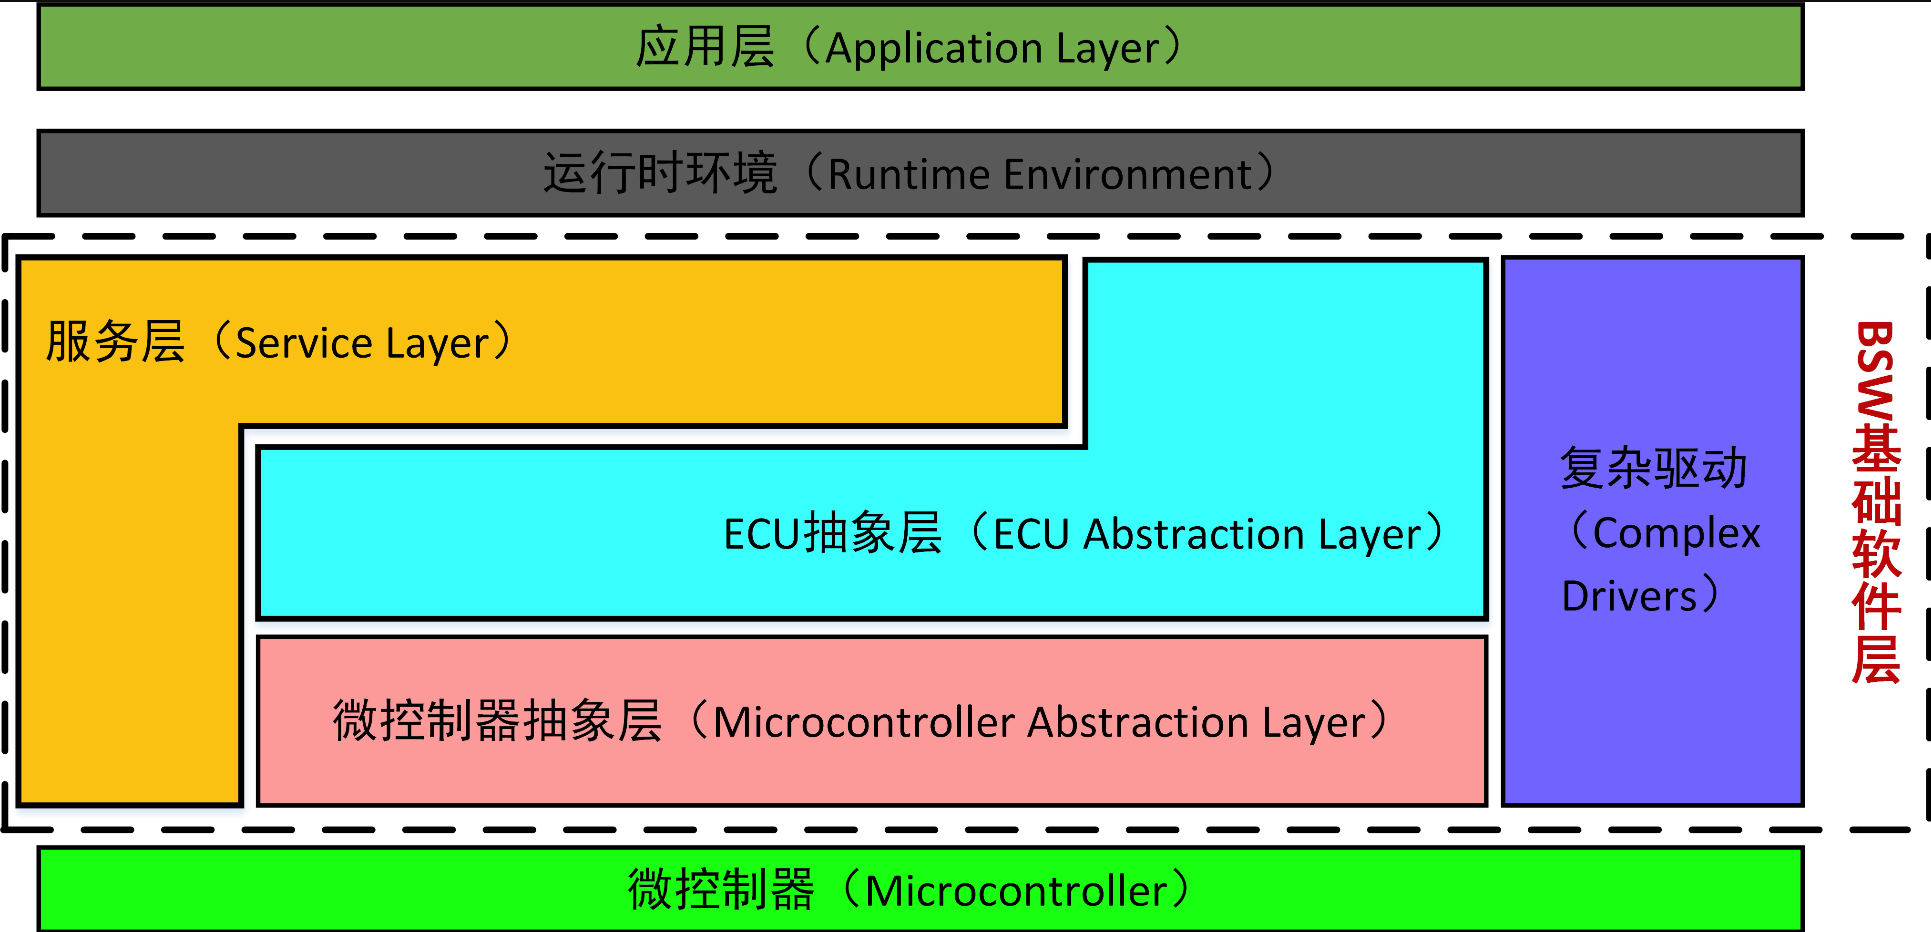 应用层（Application Layer）
运行时环境（Runtime Environment）
服务层（Service Layer）
ECU抽象层（ECU Abstraction Layer）
复杂驱动
（Complex
Drivers）
BSW基础软件层
微控制器抽象层（Microcontroller Abstraction Layer）
微控制器（Microcontroller）